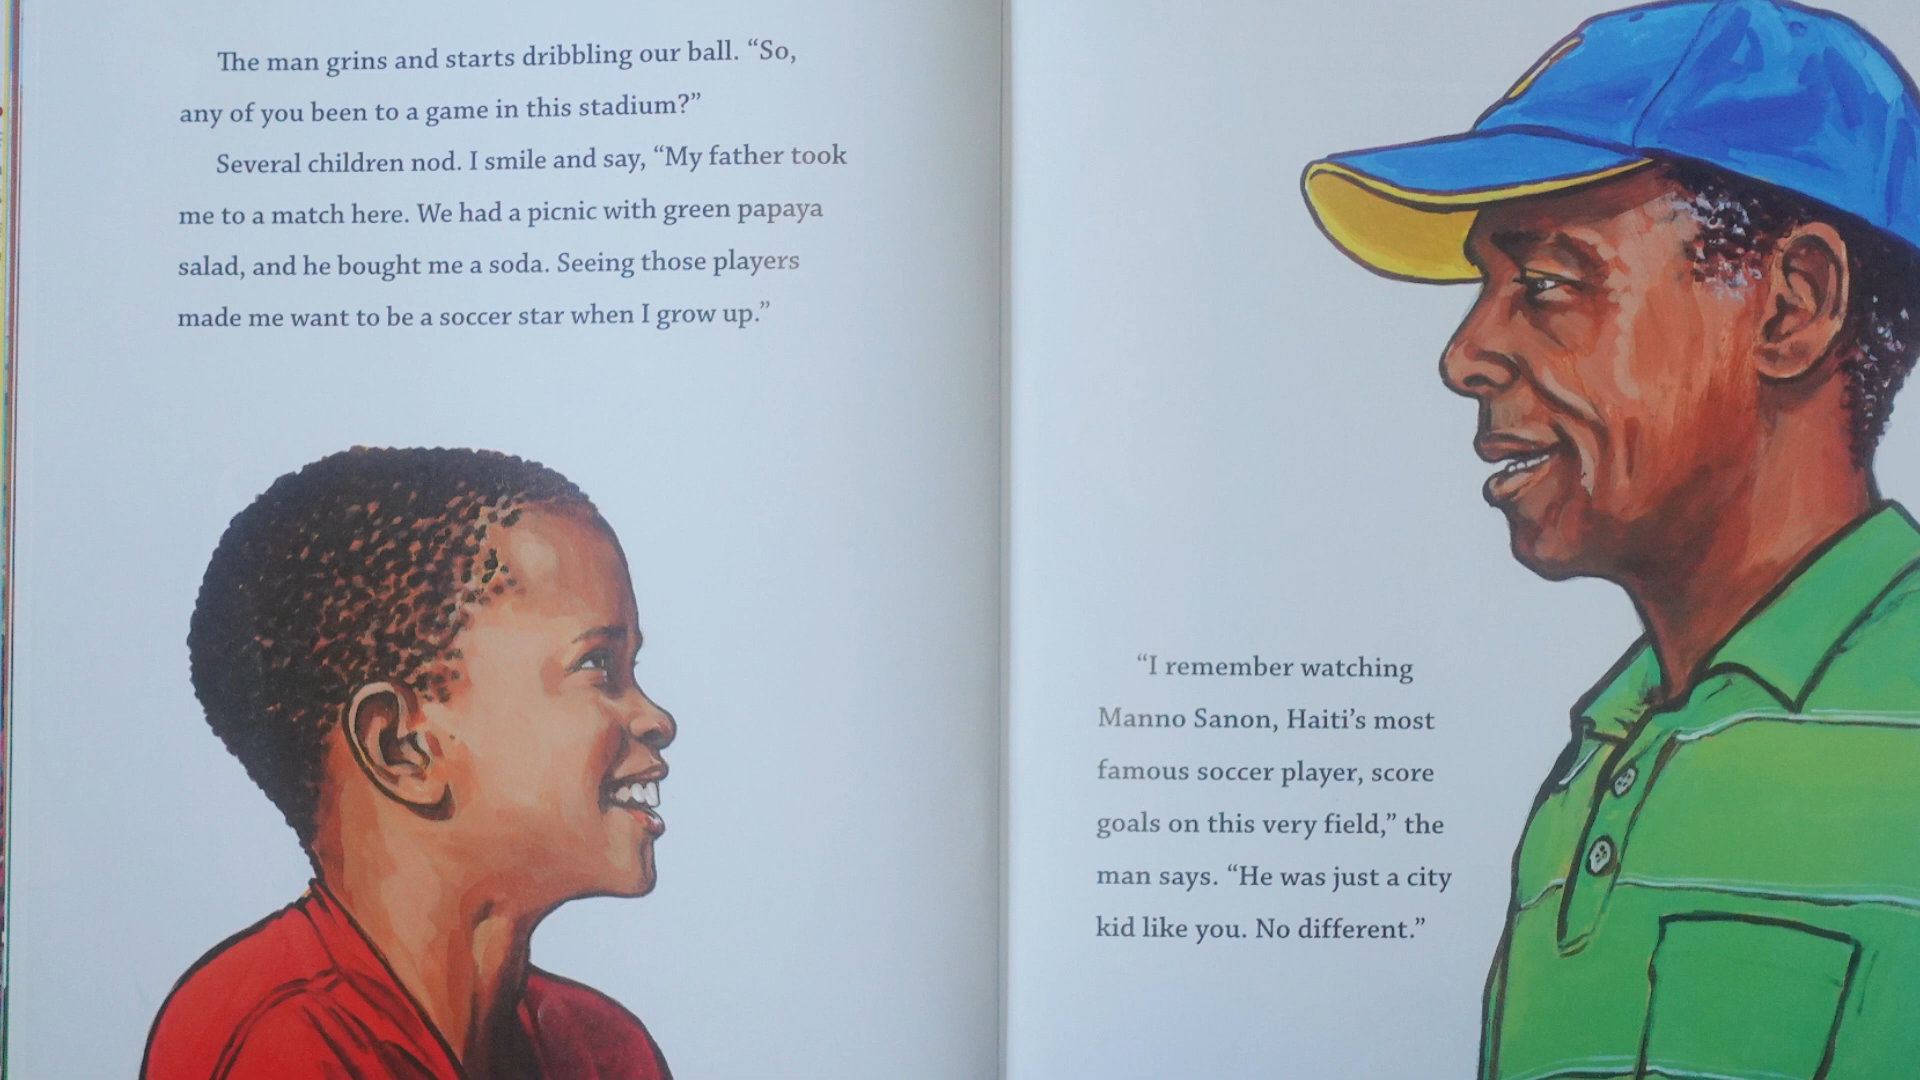 The man grins and starts dribbling our ball. “So,
any of you been to a game in this stadium?”
Several children nod. I smile and say, “My father took
me to a match here. We had a picnic with green papaya
salad, and he bought me a soda. Seeing those players
made me want to be a soccer star when I grow up.”
“I remember watching
Manno Sanon, Haiti’s most
famous soccer player, score
goals on this very field,” the
man says. “He was just a city
kid like you. No different.”